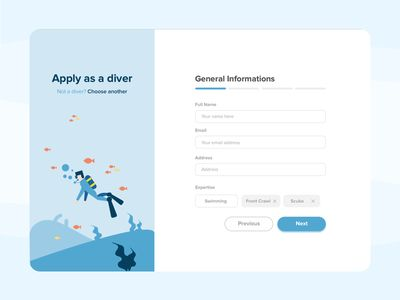 Apply as a diver
Not a diver? Choose another
General Informations
Full Name
Your name here
Email
Your email address
Address
Address
Expertise
Swimming
Front Crawl ×
Scuba ×
Previous
Next